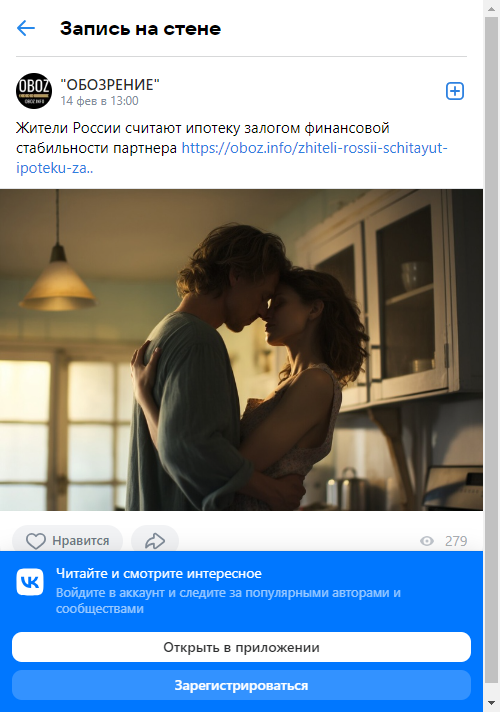 Запись на стене
OBOZ
OBOZ.INFO
"ОБОЗРЕНИЕ"
14 фев в 13:00
Жители России считают ипотеку залогом финансовой
стабильности партнера https://oboz.info/zhiteli-rossii-schitayut-
ipoteku-za..
Нравится
279
Читайте и смотрите интересное
Войдите в аккаунт и следите за популярными авторами и
сообществами
Открыть в приложении
Зарегистрироваться